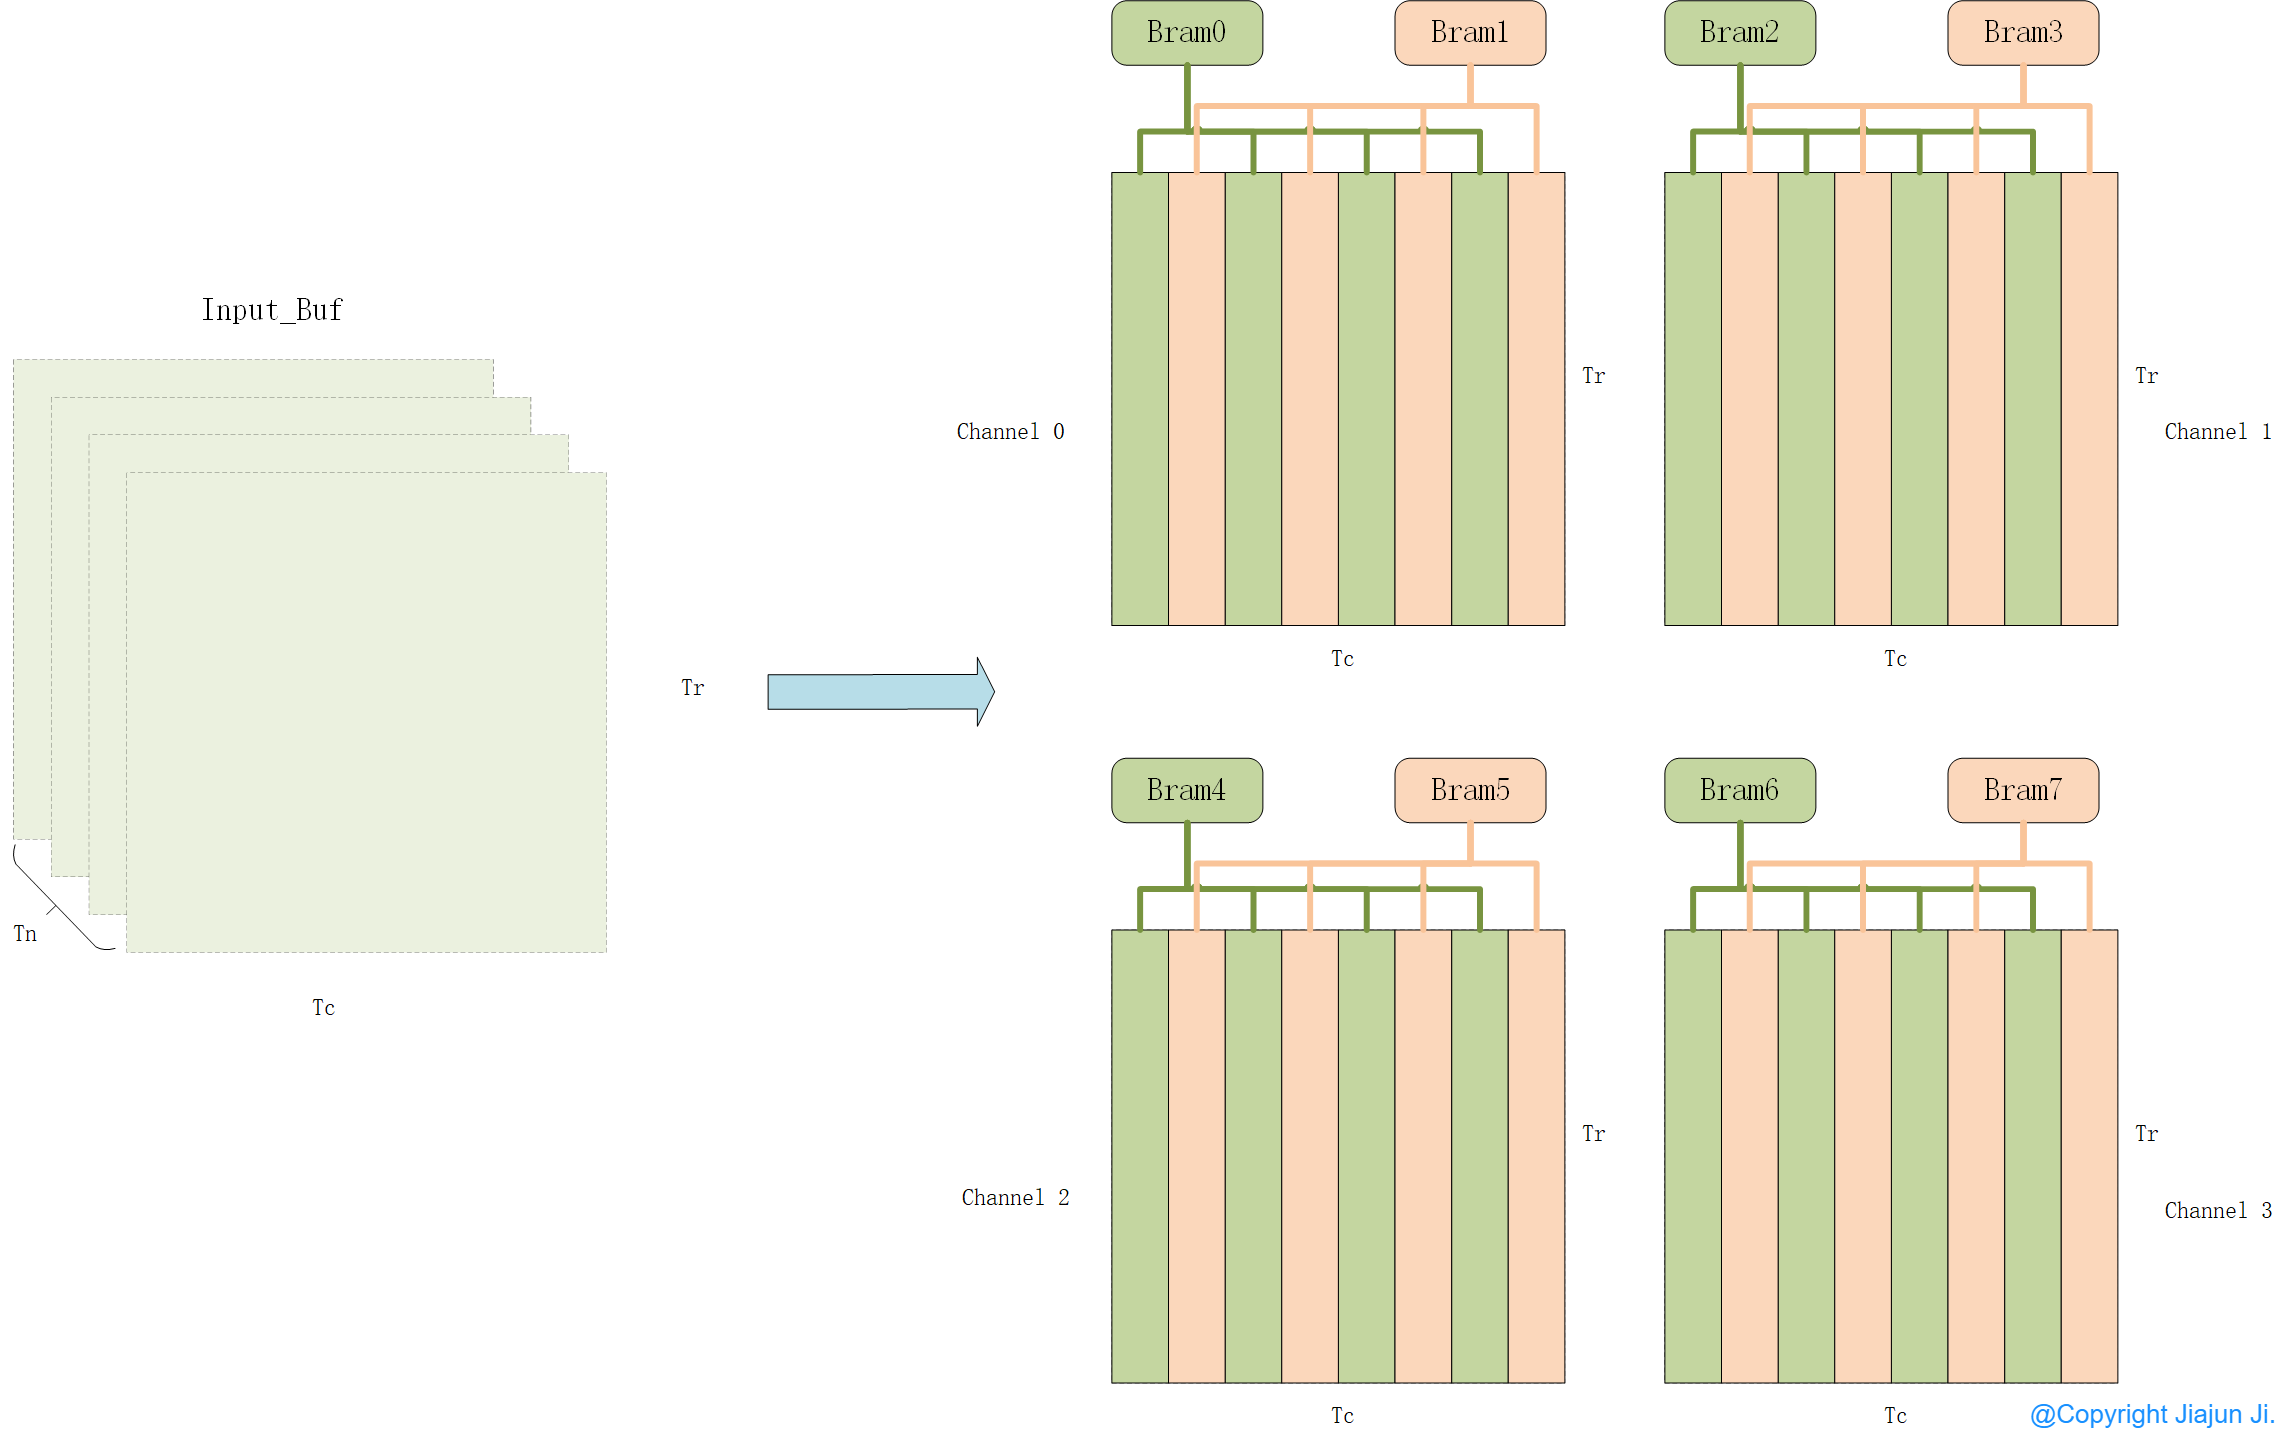 Bram0
Bram1
Bram2
Bram3
Input_Buf
Tr
Tr
Channel 0
Channel 1
Tc
Tc
Tr
Bram4
Bram5
Bram6
Bram7
Tn
Tc
Tr
Tr
Channel 2
Channel 3
Tc
Tc
@Copyright Jiajun Ji.